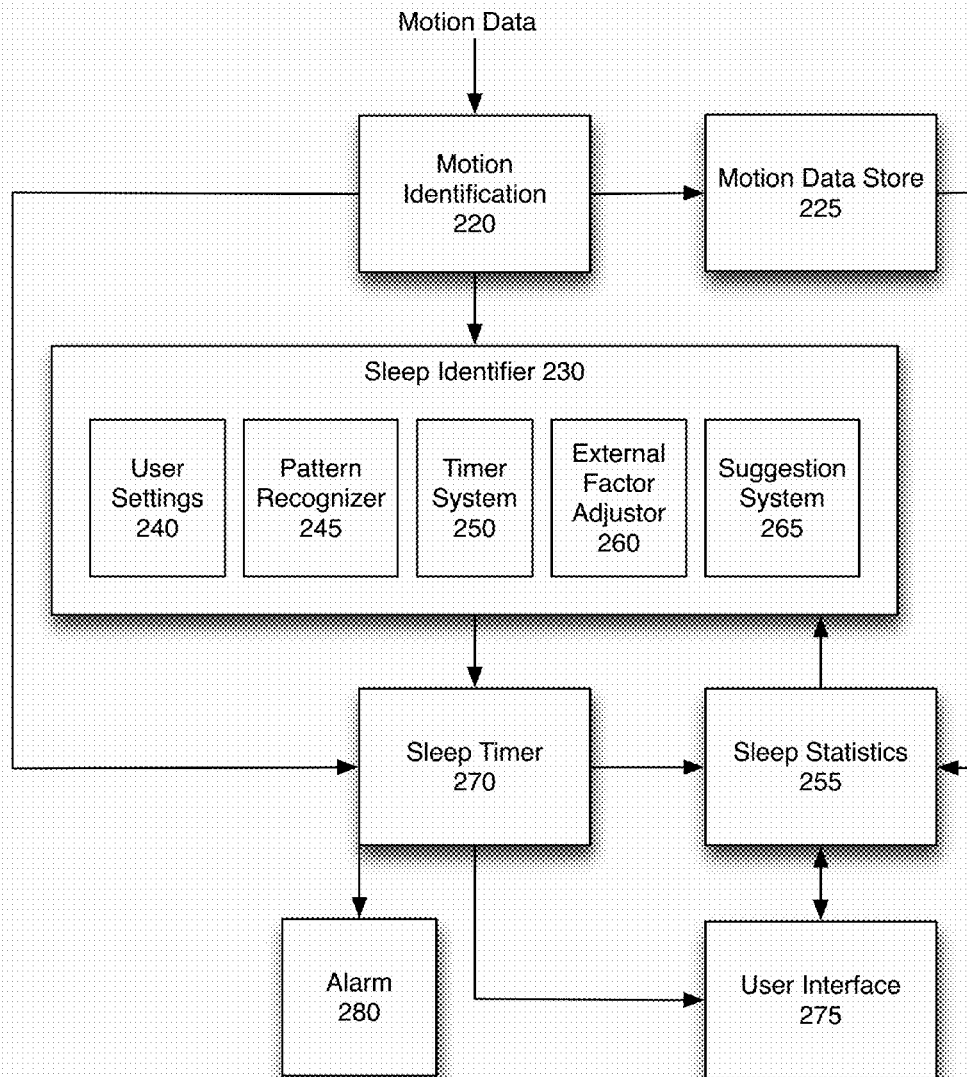 Motion Data
Motion
Identification
220
Motion Data Store
225
Sleep Identifier 230
User
Settings
240
Pattern
Recognizer
245
Timer
System
250
External
Factor
Adjustor
260
Suggestion
System
265
Sleep Timer
270
Sleep Statistics
255
Alarm
280
User Interface
275